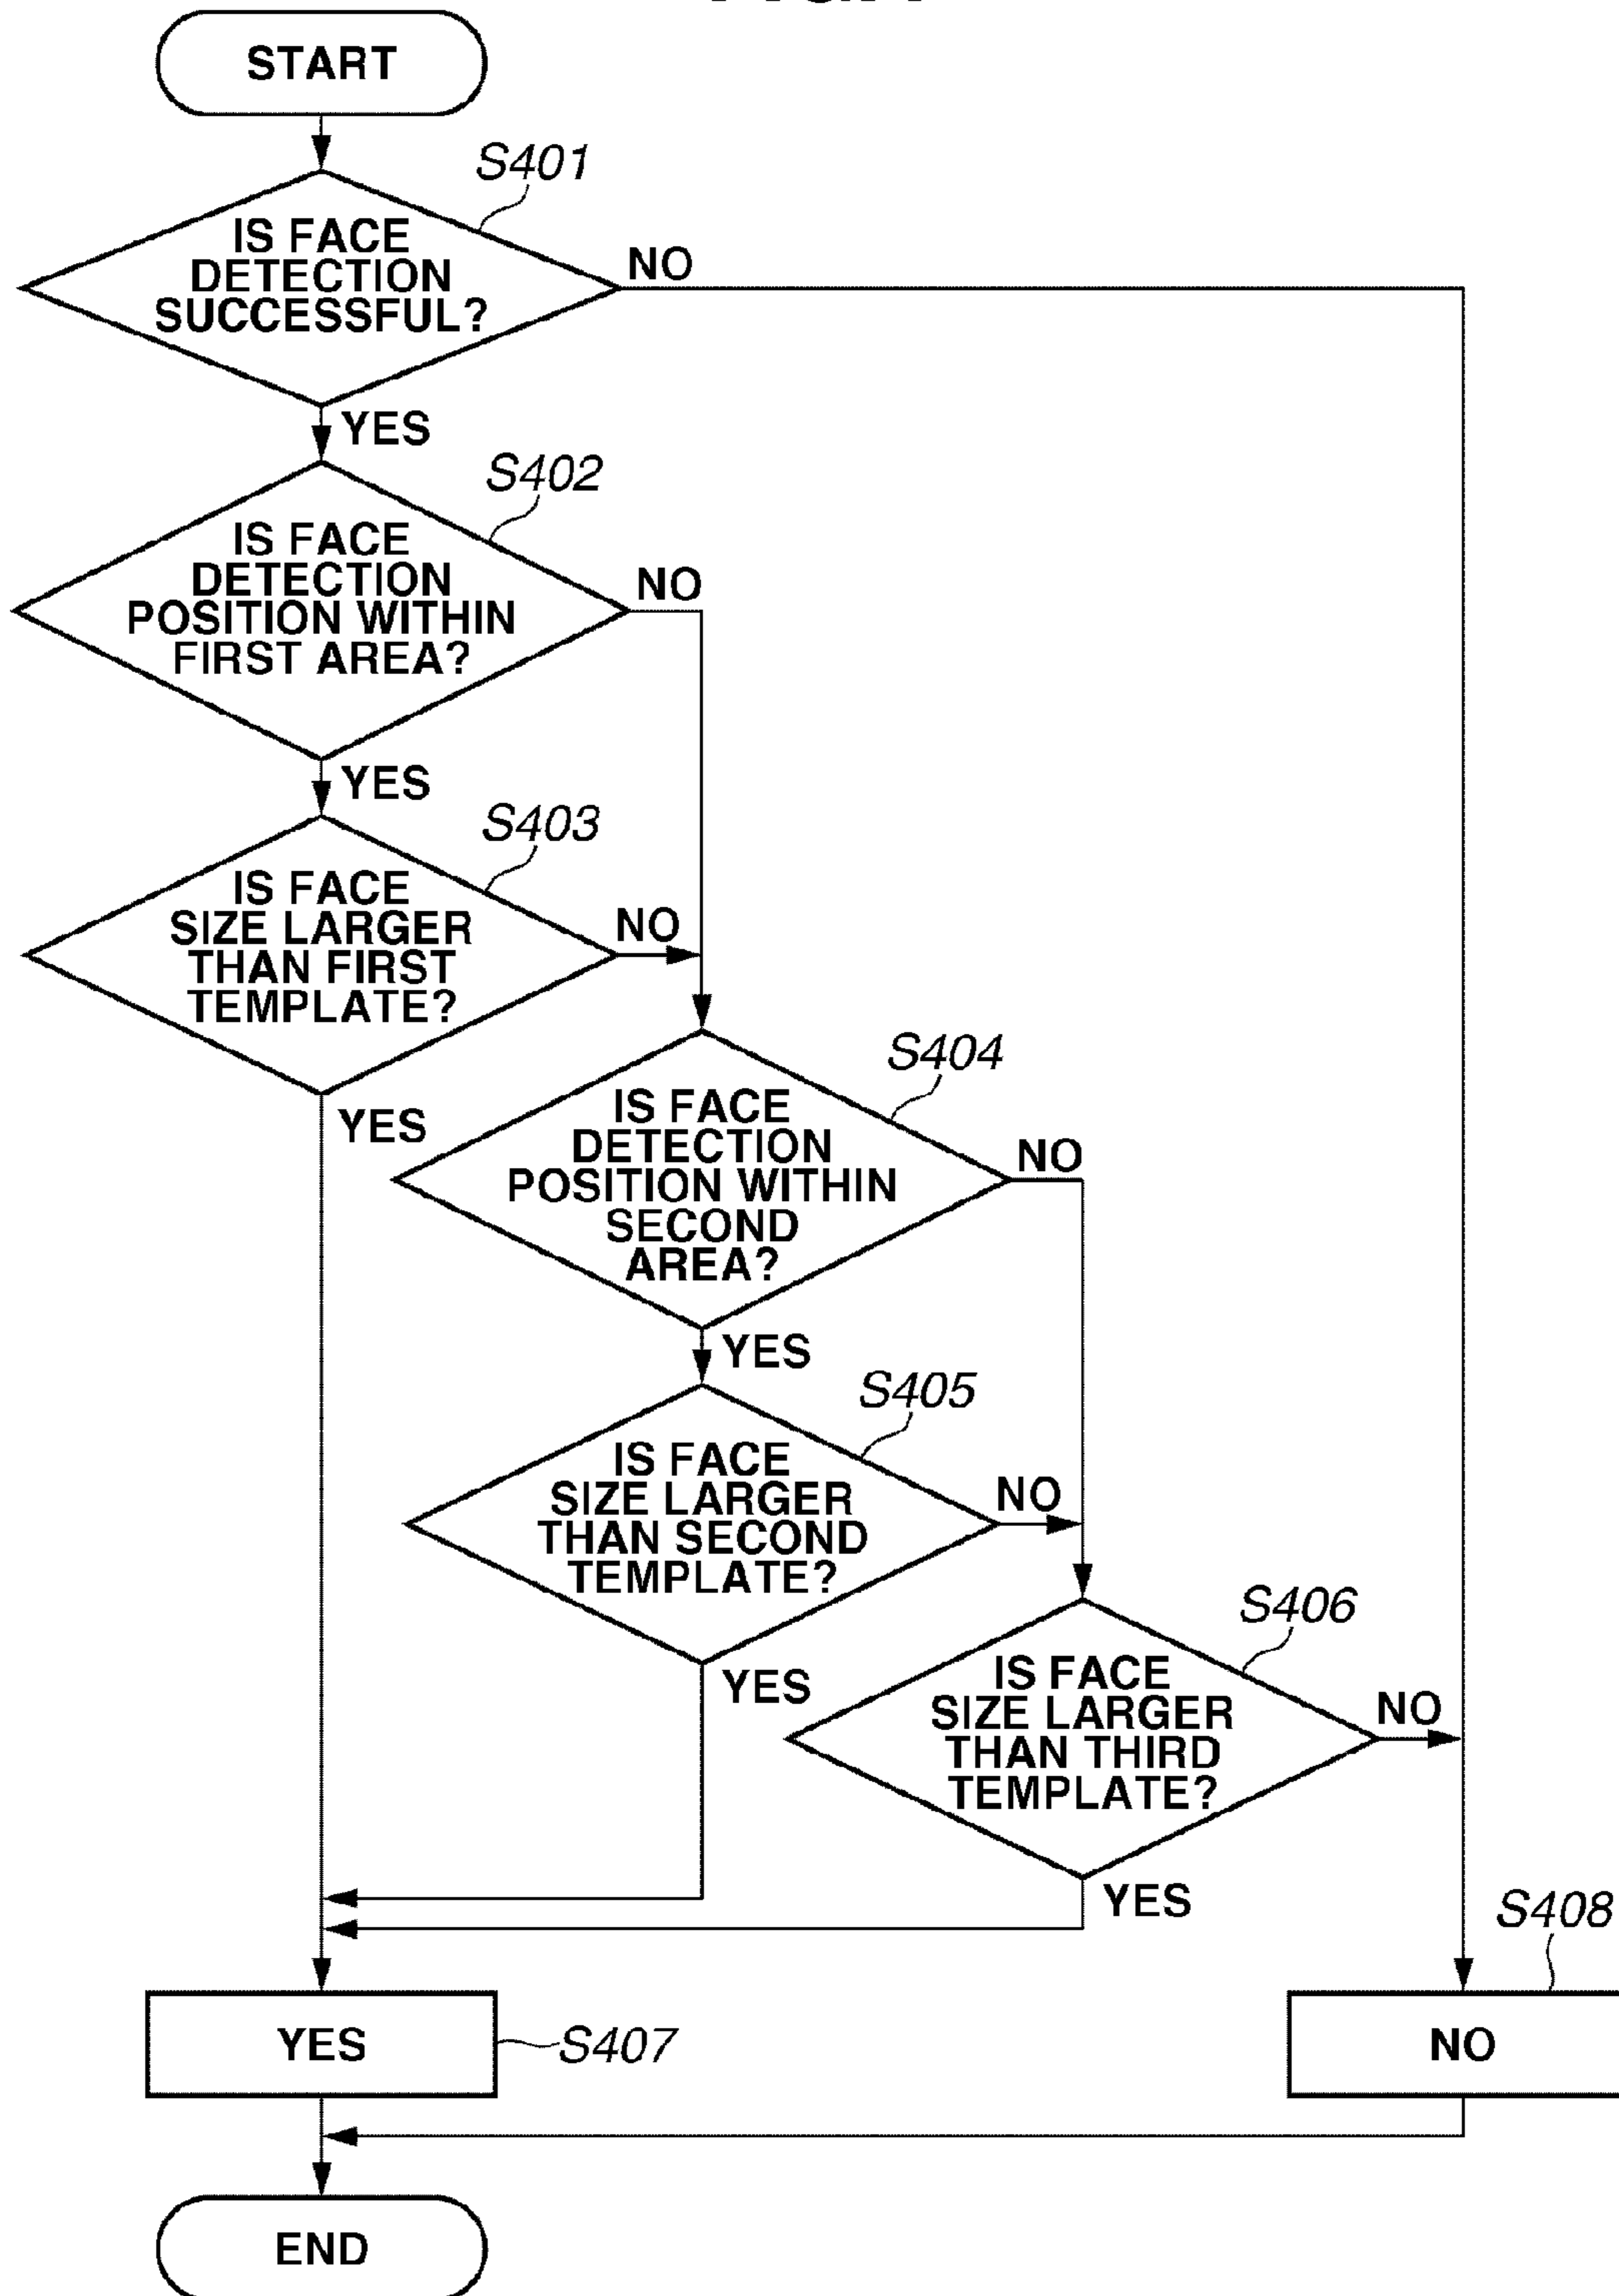 START
S401
IS FACE
DETECTION
SUCCESSFUL?
NO
YES
S402
IS FACE
DETECTION
POSITION WITHIN
FIRST AREA?
NO
YES
S403
IS FACE
SIZE LARGER
THAN FIRST
TEMPLATE?
NO
YES
S404
IS FACE
DETECTION
POSITION WITHIN
SECOND
AREA?
NO
YES
S405
IS FACE
SIZE LARGER
THAN SECOND
TEMPLATE?
NO
YES
S406
IS FACE
SIZE LARGER
THAN THIRD
TEMPLATE?
NO
YES
S408
YES
S407
NO
END